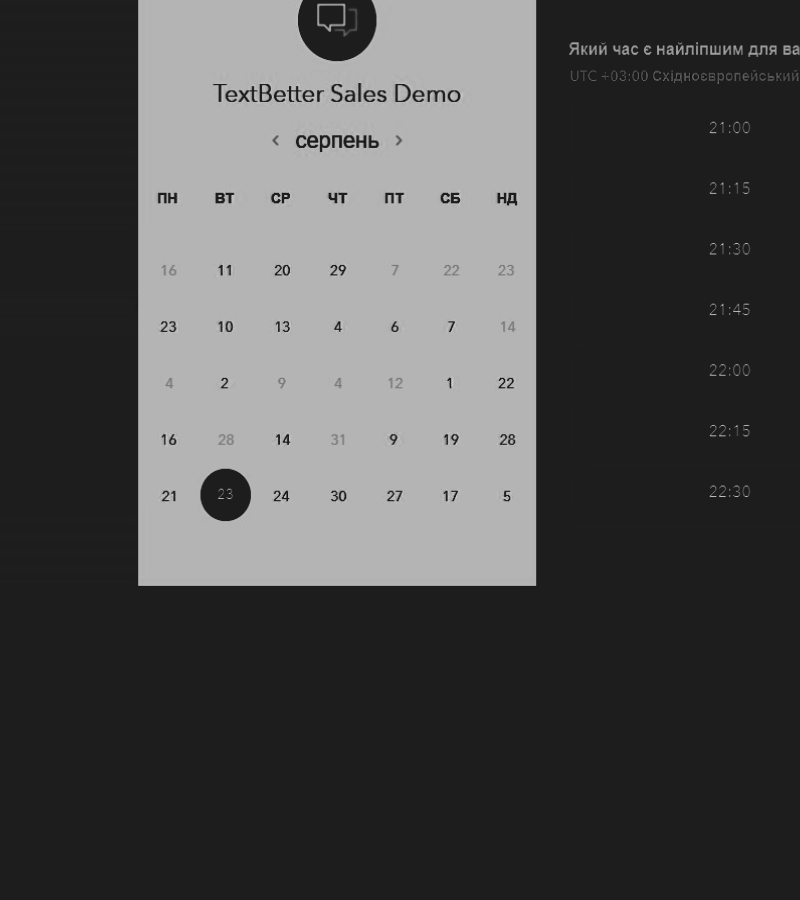 TextBetter Sales Demo
‹ серпень ›
ПН ВТ СР ЧТ ПТ СБ НД
16 11 20 29 7 22 23
23 10 13 4 6 7 14
4 2 9 4 12 1 22
16 28 14 31 9 19 28
21 23 24 30 27 17 5
Який час є найліпшим для ва
UTC +03:00 Східноєвропейський
21:00
21:15
21:30
21:45
22:00
22:15
22:30